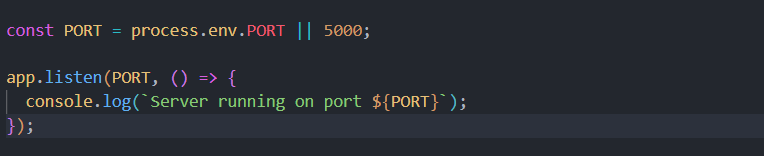 const PORT = process.env.PORT || 5000;
app.listen(PORT, () => {
  console.log(`Server running on port ${PORT}`);
});